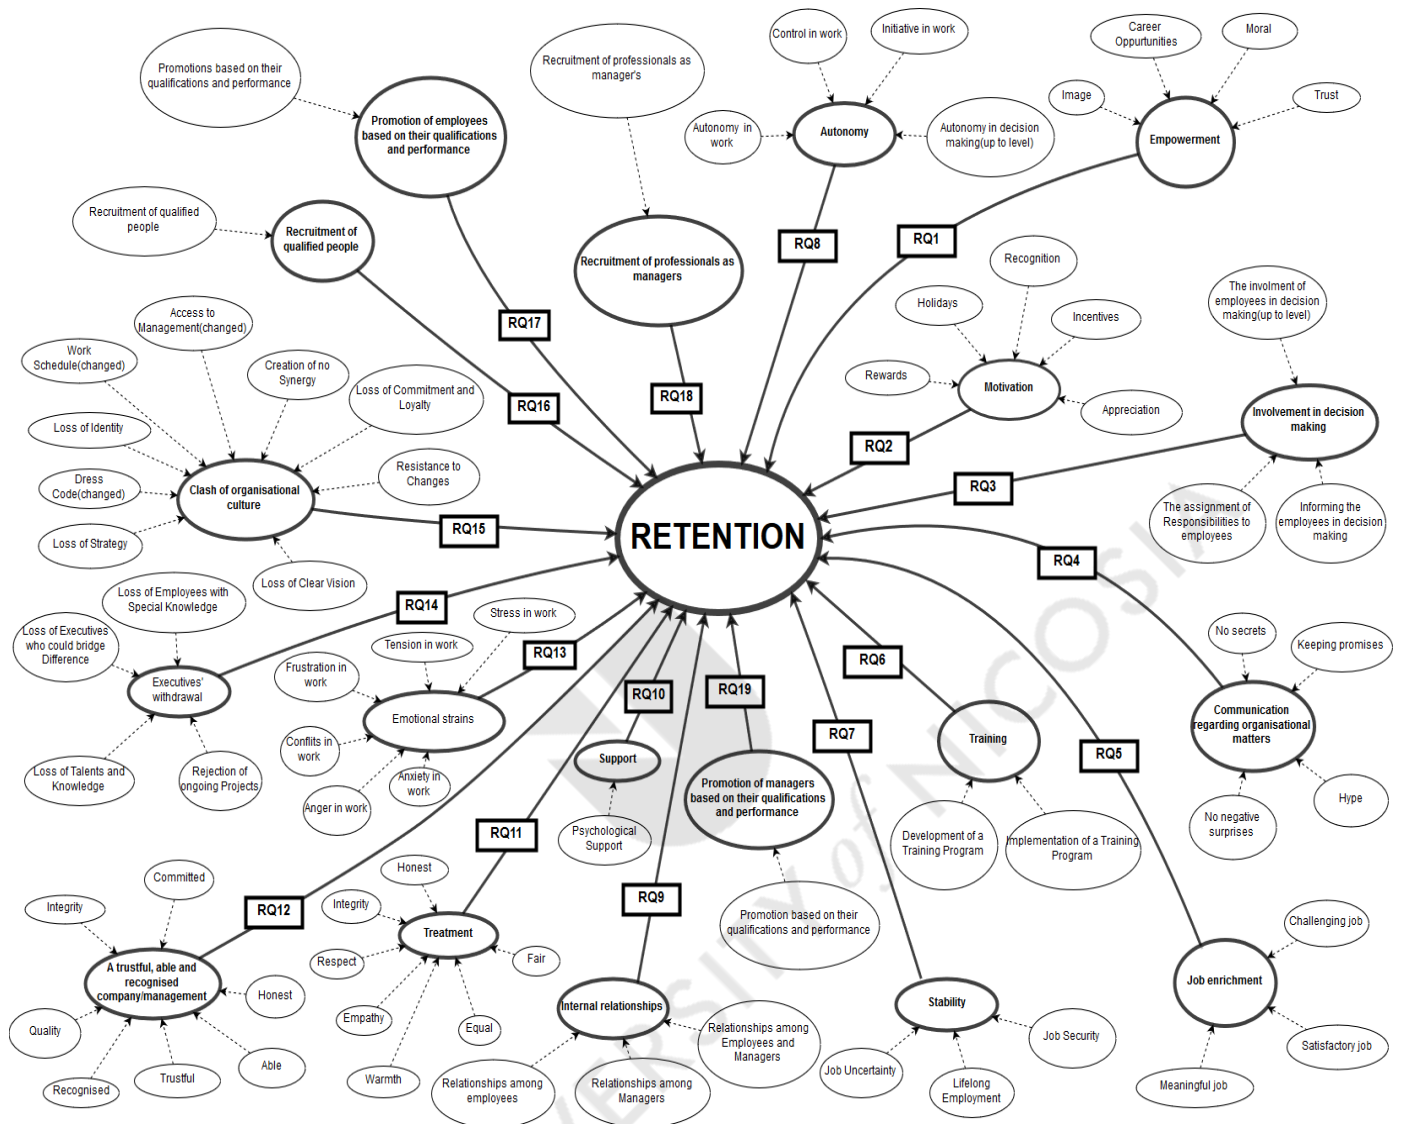 Promotions based on their
qualifications and performance
Promotion of employees
based on their qualifications
and performance
Recruitment of professionals as
manager's
Control in work
Initiative in work
Autonomy in
work
Autonomy
Autonomy in decision
making(up to level)
Career
Oppurtunities
Moral
Image
Trust
Empowerment
Recruitment of qualified
people
Recruitment of
qualified people
Recruitment of professionals as
managers
RQ8
RQ1
RQ17
RQ16
RQ18
Recognition
Holidays
Incentives
Rewards
Motivation
Appreciation
RQ2
The involment of
employees in decision
making(up to level)
Involvement in decision
making
RQ3
The assignment of
Responsibilities to
employees
Informing the
employees in decision
making
Access to
Management(changed)
Work
Schedule(changed)
Creation of no
Synergy
Loss of Commitment and
Loyalty
Loss of Identity
Dress
Code(changed)
Clash of organisational
culture
Resistance to
Changes
Loss of Strategy
Loss of Clear Vision
RQ15
RETENTION
RQ4
Loss of Employees with
Special Knowledge
Loss of Executives
who could bridge
Difference
Executives'
withdrawal
RQ14
Loss of Talents and
Knowledge
Rejection of
ongoing Projects
Stress in work
Tension in work
Frustration in
work
RQ13
Emotional strains
Conflits in
work
Anxiety in
work
Anger in work
RQ10
RQ19
RQ6
RQ7
RQ5
Support
Psychological
Support
Promotion of managers
based on their qualifications
and performance
Promotion based on their
qualifications and performance
Training
Development of a
Training Program
Implementation of a Training
Program
No secrets
Keeping promises
Communication
regarding organisational
matters
No negative
surprises
Hype
RQ11
RQ12
RQ9
Committed
Integrity
A trustful, able and
recognised
company/management
Honest
Quality
Recognised
Trustful
Able
Honest
Integrity
Treatment
Respect
Fair
Empathy
Equal
Warmth
Internal relationships
Relationships among
employees
Relationships among
Managers
Relationships among
Employees and
Managers
Stability
Job Uncertainty
Lifelong
Employment
Job Security
Challenging job
Job enrichment
Satisfactory job
Meaningful job
VERSITY of NICOSIA